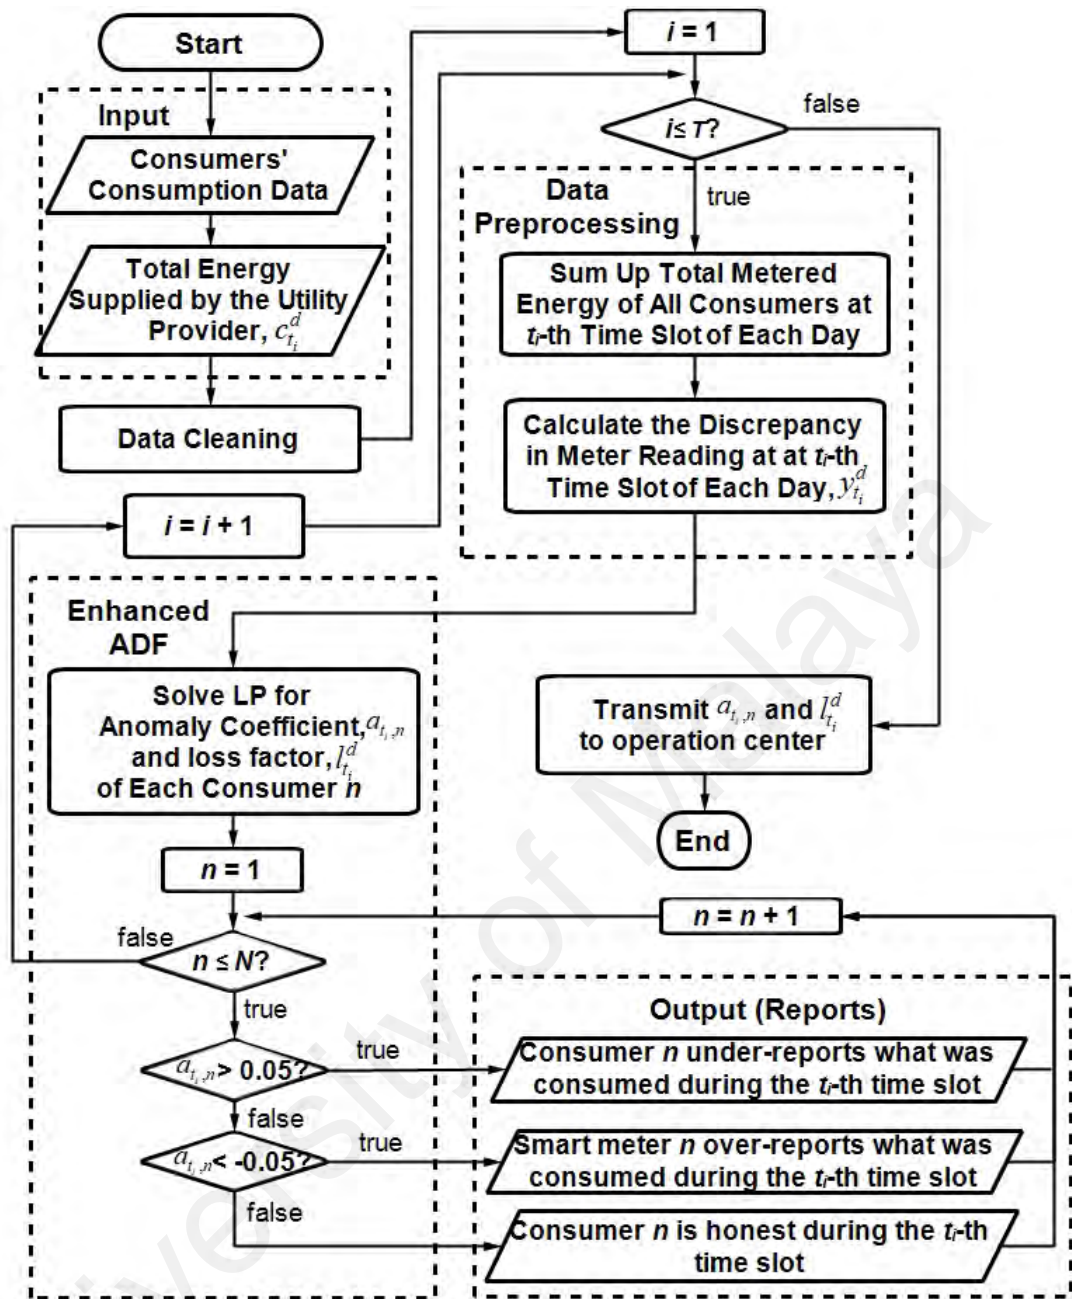 Start
Input
Consumers'
Consumption Data
Total Energy
Supplied by the Utility
Provider, c_{t_i}^d
Data Cleaning
i = 1
i ≤ T?
false
true
Data
Preprocessing
Sum Up Total Metered
Energy of All Consumers at
t_i-th Time Slot of Each Day
Calculate the Discrepancy
in Meter Reading at at t_i-th
Time Slot of Each Day, y_{t_i}^d
i = i + 1
Enhanced
ADF
Solve LP for
Anomaly Coefficient, a_{t_i,n}
and loss factor, l_{t_i}^d
of Each Consumer n
n = 1
n ≤ N?
false
true
a_{t_i,n} > 0.05?
true
false
a_{t_i,n} < -0.05?
true
false
Transmit a_{t_i,n} and l_{t_i}^d
to operation center
End
n = n + 1
Output (Reports)
Consumer n under-reports what was
consumed during the t_i-th time slot
Smart meter n over-reports what was
consumed during the t_i-th time slot
Consumer n is honest during the t_i-th
time slot
iversity of Malaya